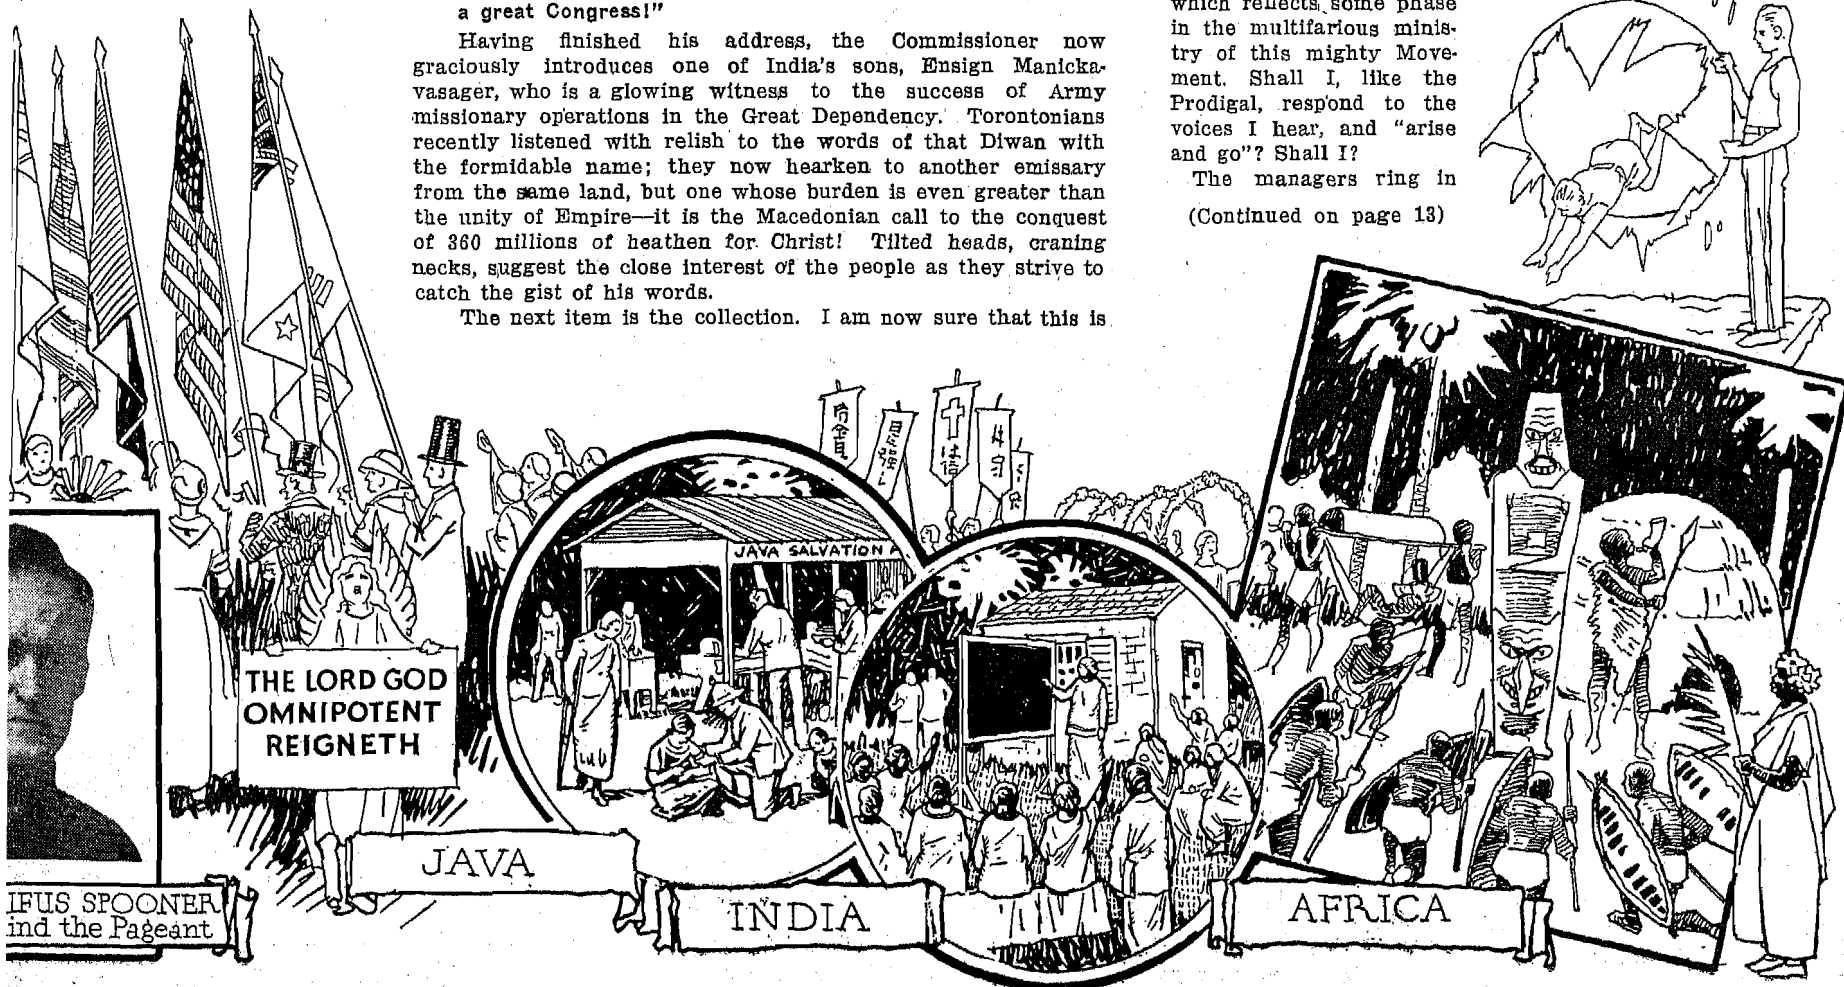 a great Congress!”
Having finished his address, the Commissioner now
graciously introduces one of India's sons, Ensign Manicka-
vasager, who is a glowing witness to the success of Army
missionary operations in the Great Dependency. Torontonians
recently listened with relish to the words of that Diwan with
the formidable name; they now hearken to another emissary
from the same land, but one whose burden is even greater than
the unity of Empire—it is the Macedonian call to the conquest
of 360 millions of heathen for Christ! Tilted heads, craning
necks, suggest the close interest of the people as they strive to
catch the gist of his words.
The next item is the collection. I am now sure that this is
which reflects some phase
in the multifarious minis-
try of this mighty Move-
ment. Shall I, like the
Prodigal, respond to the
voices I hear, and “arise
and go”? Shall I?
The managers ring in
(Continued on page 13)
JAVA SALVATION A
THE LORD GOD
OMNIPOTENT
REIGNETH
JAVA
INDIA
AFRICA
IFUS SPOONER
ind the Pageant